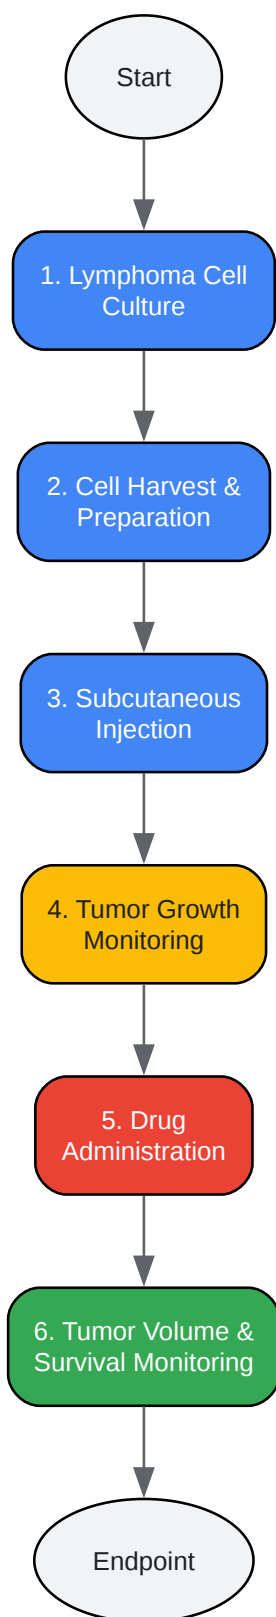 Start
1. Lymphoma Cell
Culture
2. Cell Harvest &
Preparation
3. Subcutaneous
Injection
4. Tumor Growth
Monitoring
5. Drug
Administration
6. Tumor Volume &
Survival Monitoring
Endpoint